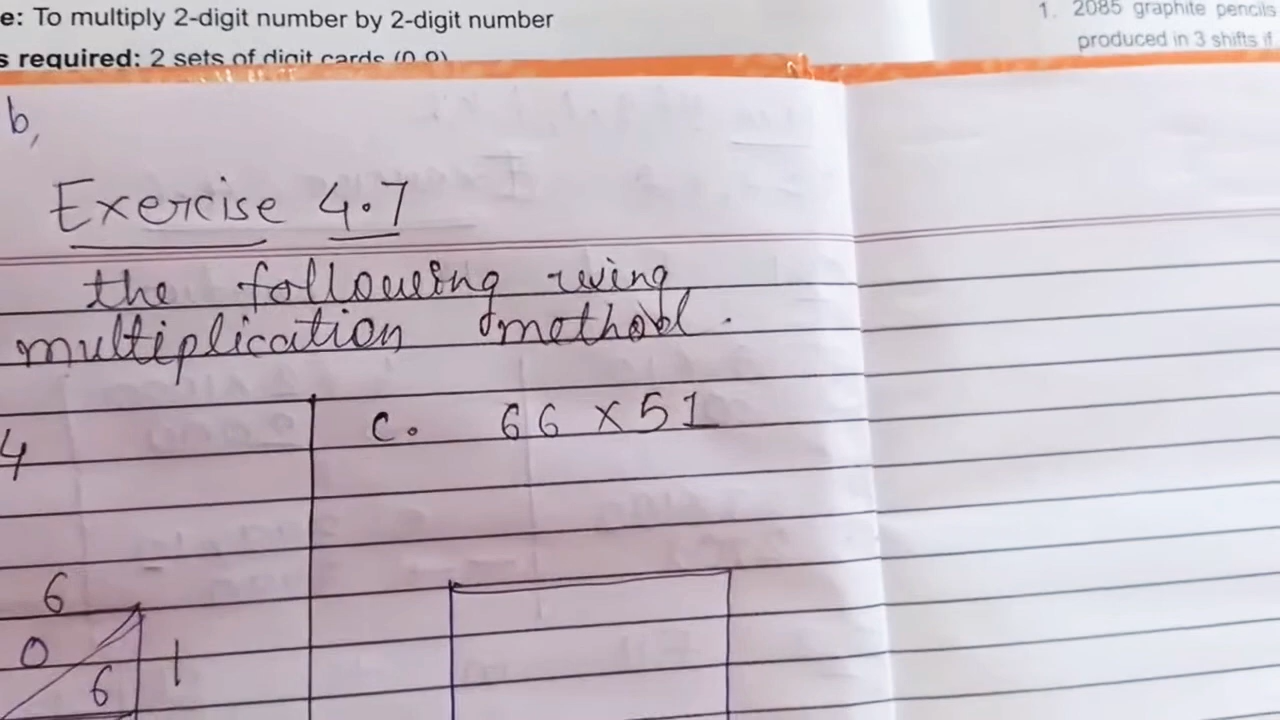 e: To multiply 2-digit number by 2-digit number
s required: 2 sets of digit cards (0-9)
1. 2085 graphite pencils
produced in 3 shifts if
b,
Exercise 4.7
the following using
multiplication method.
4
c. 66 x 51
6
0
1
6